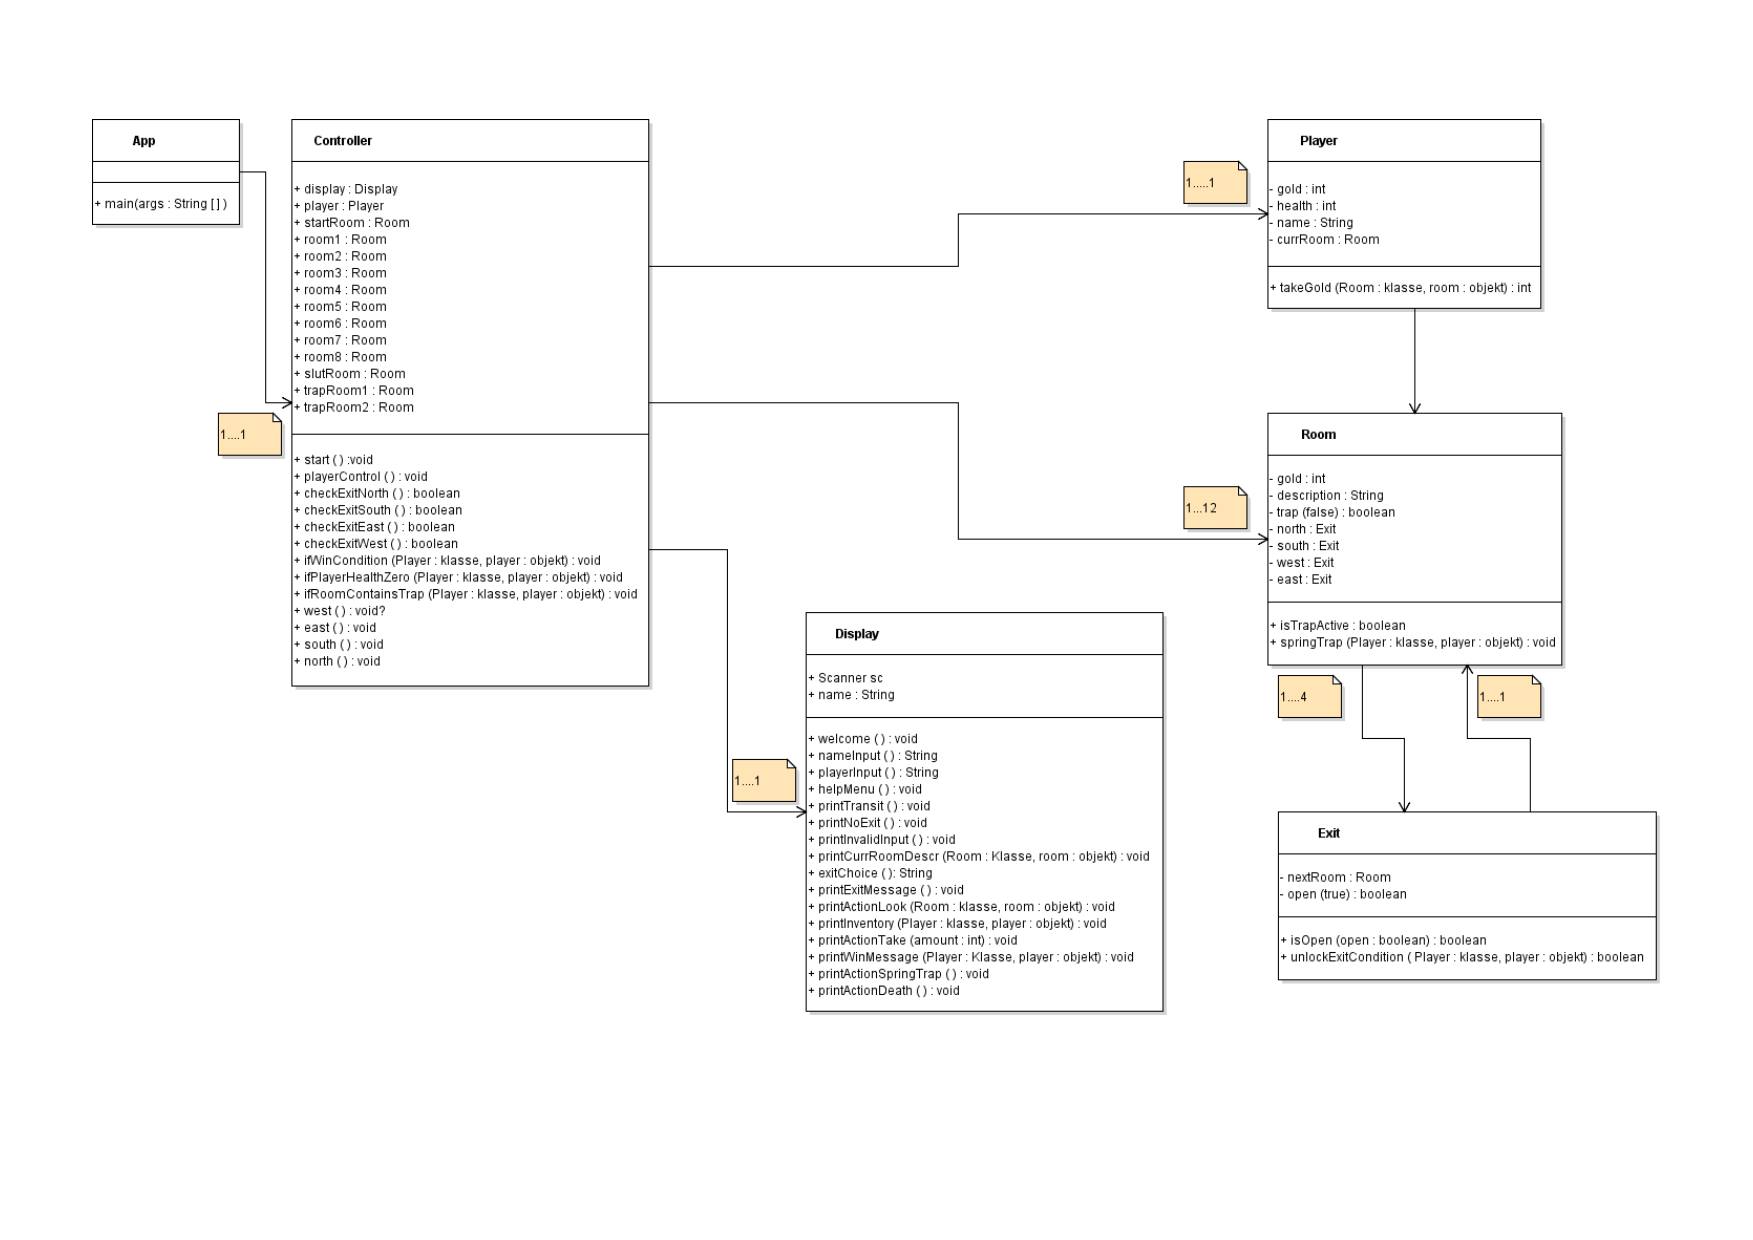 App
+ main(args : String [ ] )
1....1
Controller
+ display : Display
+ player : Player
+ startRoom : Room
+ room1 : Room
+ room2 : Room
+ room3 : Room
+ room4 : Room
+ room5 : Room
+ room6 : Room
+ room7 : Room
+ room8 : Room
+ slutRoom : Room
+ trapRoom1 : Room
+ trapRoom2 : Room
+ start ( ) :void
+ playerControl ( ) : void
+ checkExitNorth ( ) : boolean
+ checkExitSouth ( ) : boolean
+ checkExitEast ( ) : boolean
+ checkExitWest ( ) : boolean
+ ifWinCondition (Player : klasse, player : objekt) : void
+ ifPlayerHealthZero (Player : klasse, player : objekt) : void
+ ifRoomContainsTrap (Player : klasse, player : objekt) : void
+ west ( ) : void?
+ east ( ) : void
+ south ( ) : void
+ north ( ) : void
1....1
Display
+ Scanner sc
+ name : String
+ welcome ( ) : void
+ nameInput ( ) : String
+ playerInput ( ) : String
+ helpMenu ( ) : void
+ printTransit ( ) : void
+ printNoExit ( ) : void
+ printInvalidInput ( ) : void
+ printCurrRoomDescr (Room : Klasse, room : objekt) : void
+ exitChoice ( ): String
+ printExitMessage ( ) : void
+ printActionLook (Room : klasse, room : objekt) : void
+ printInventory (Player : klasse, player : objekt) : void
+ printActionTake (amount : int) : void
+ printWinMessage (Player : Klasse, player : objekt) : void
+ printActionSpringTrap ( ) : void
+ printActionDeath ( ) : void
1.....1
Player
- gold : int
- health : int
- name : String
- currRoom : Room
+ takeGold (Room : klasse, room : objekt) : int
1...12
Room
- gold : int
- description : String
- trap (false) : boolean
- north : Exit
- south : Exit
- west : Exit
- east : Exit
+ isTrapActive : boolean
+ springTrap (Player : klasse, player : objekt) : void
1....4
1....1
Exit
- nextRoom : Room
- open (true) : boolean
+ isOpen (open : boolean) : boolean
+ unlockExitCondition ( Player : klasse, player : objekt) : boolean